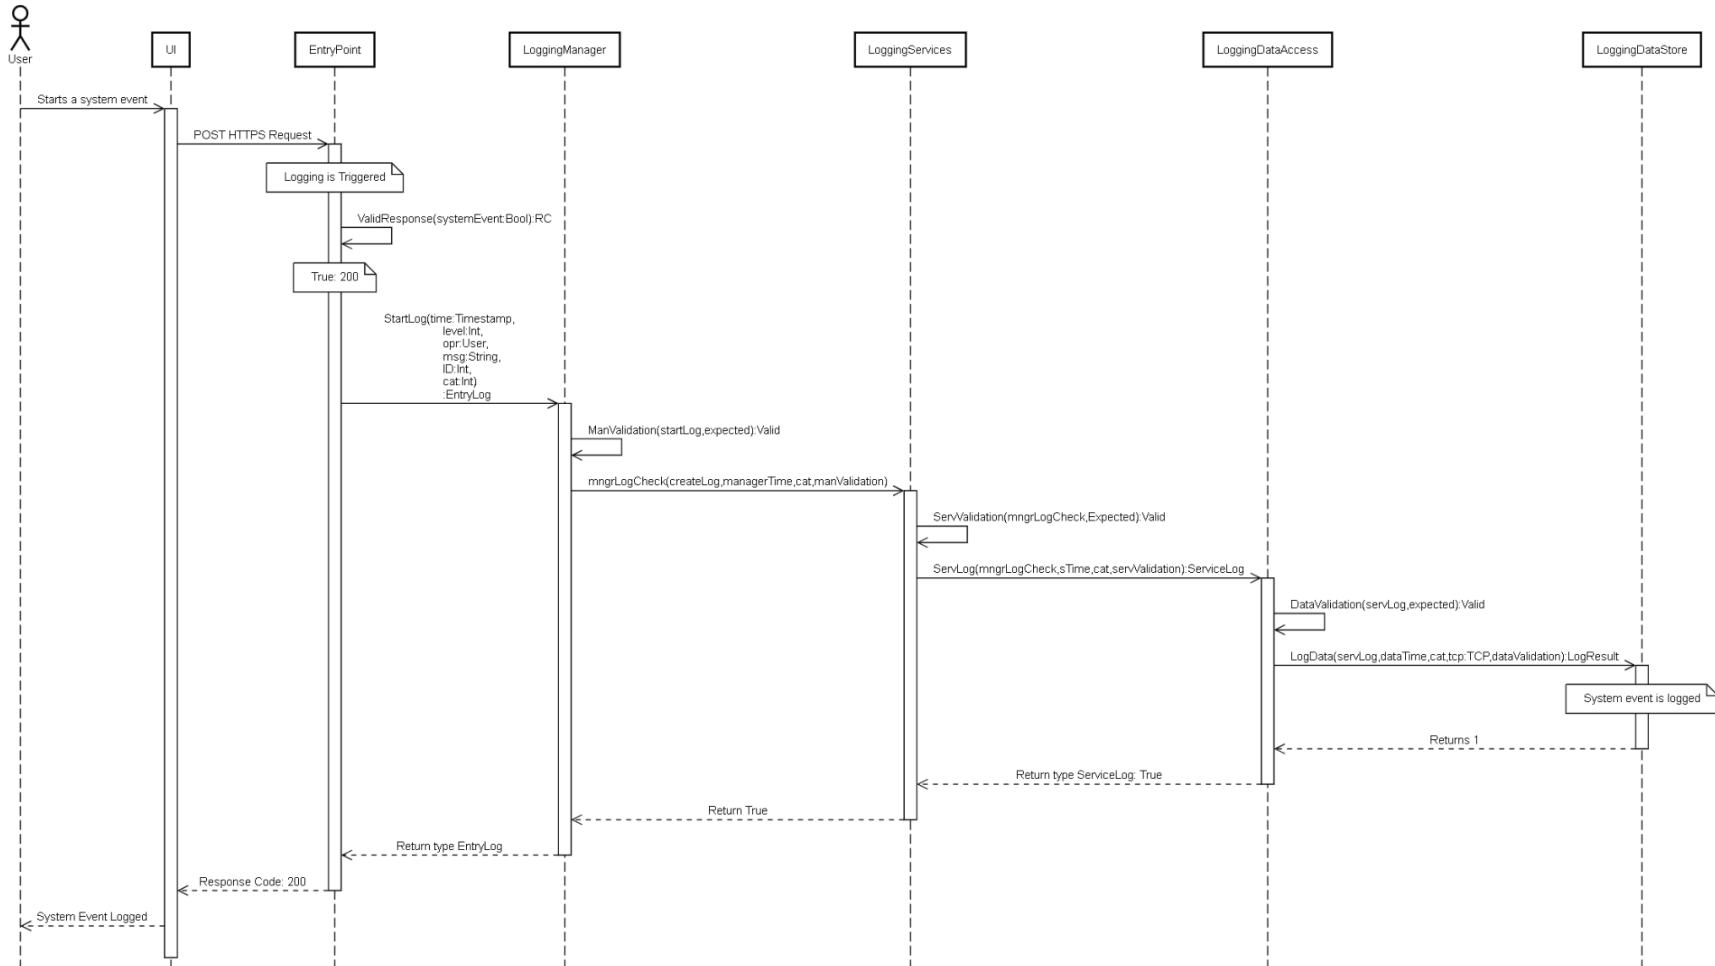 User
UI
EntryPoint
LoggingManager
LoggingServices
LoggingDataAccess
LoggingDataStore
Starts a system event
POST HTTPS Request
Logging is Triggered
ValidResponse(systemEvent:Bool):RC
True: 200
StartLog(time:Timestamp,
level:Int,
opr:User,
msg:String,
ID:Int,
cat:Int)
:EntryLog
ManValidation(startLog,expected):Valid
mngrLogCheck(createLog,managerTime,cat,manValidation)
ServValidation(mngrLogCheck,Expected):Valid
ServLog(mngrLogCheck,sTime,cat,servValidation):ServiceLog
DataValidation(servLog,expected):Valid
LogData(servLog,dataTime,cat,tcp:TCP,dataValidation):LogResult
System event is logged
Returns 1
Return type ServiceLog: True
Return True
Return type EntryLog
Response Code: 200
System Event Logged